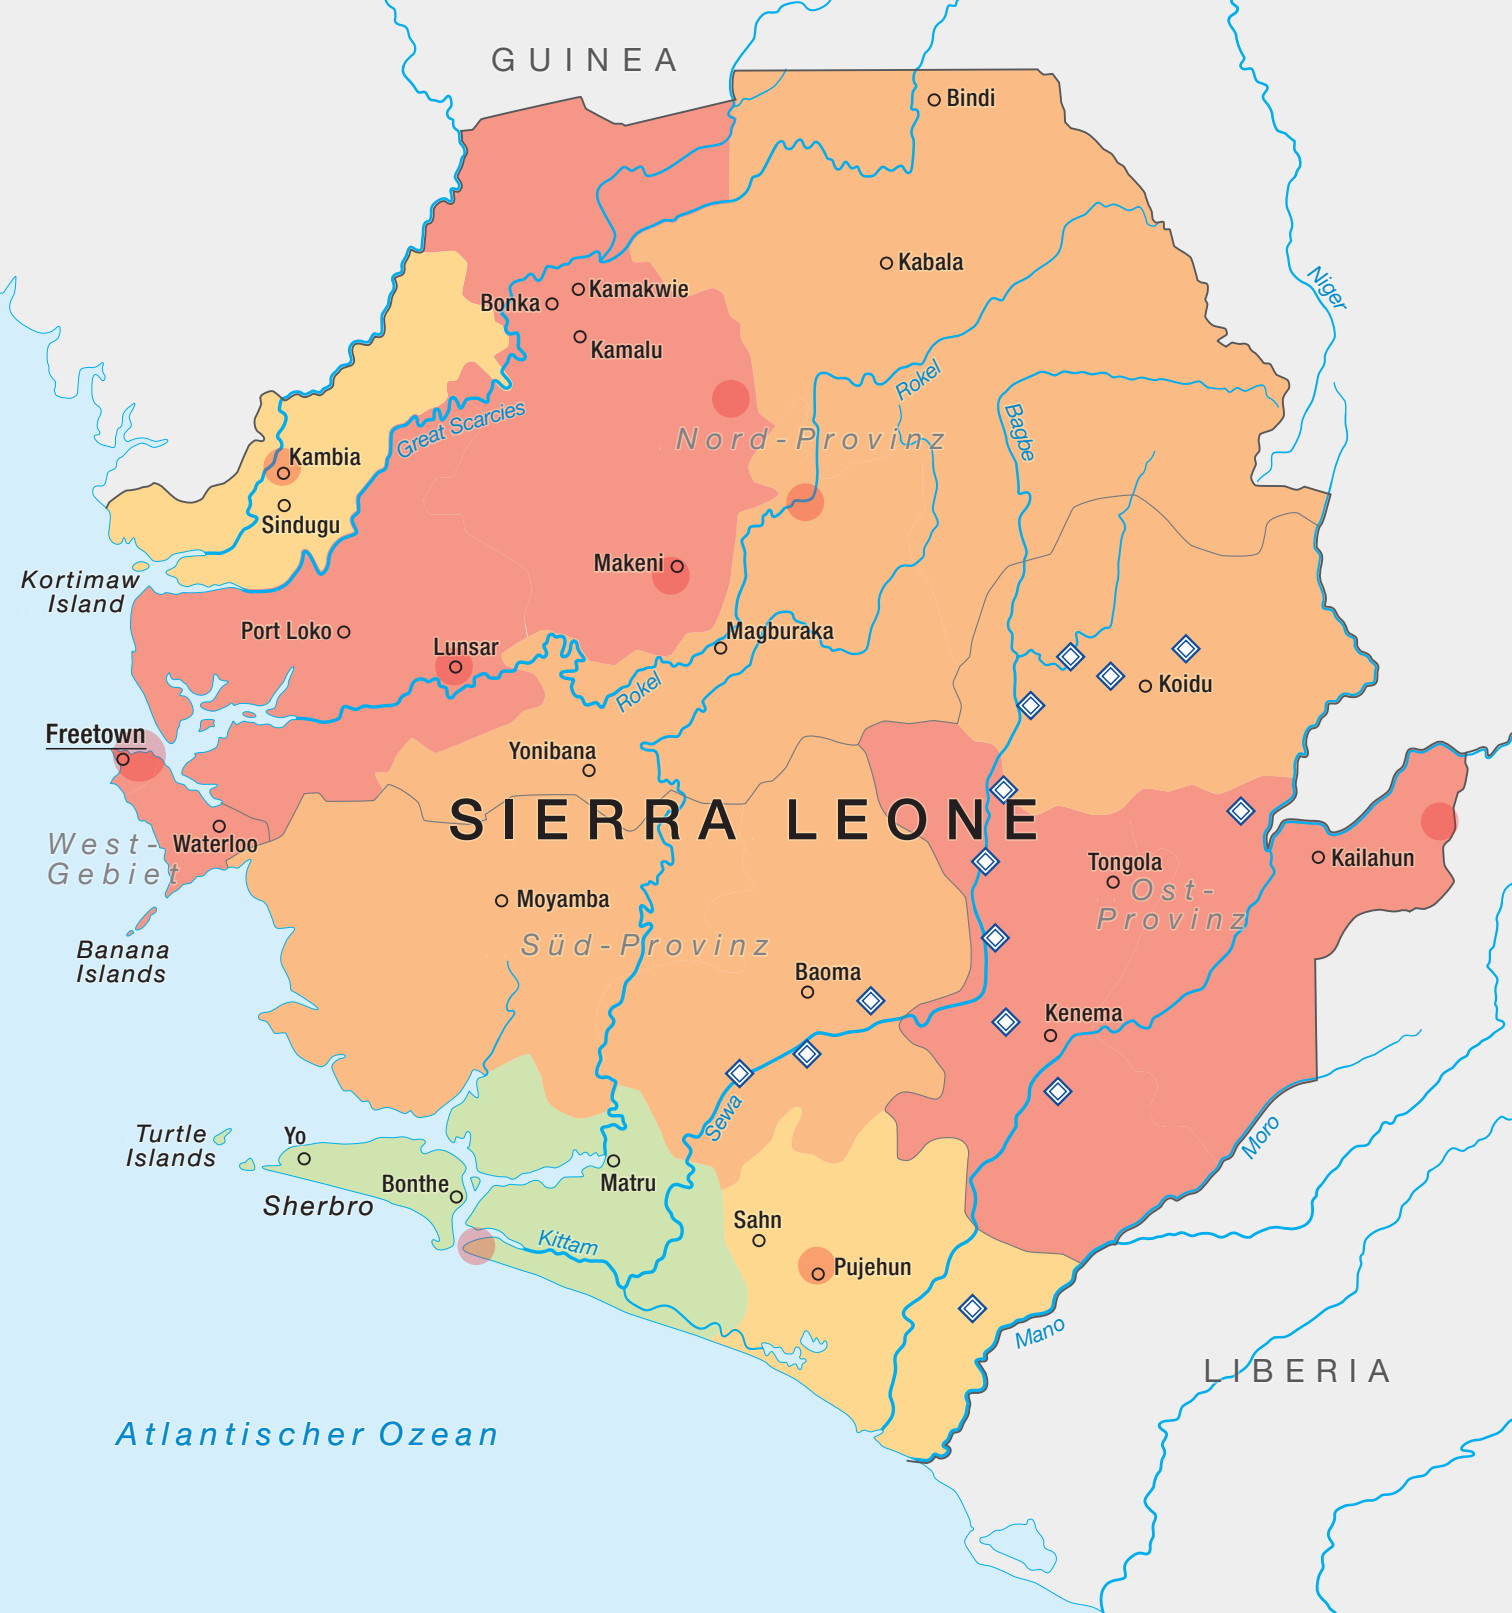 GUINEA
Bindi
Kabala
Niger
Kamakwie
Bonka
Kamalu
Rokel
Great Scarcies
Bagbe
Nord-Provinz
Kambia
Sindugu
Kortimaw
Island
Makeni
Port Loko
Magburaka
Lunsar
Rokel
Koidu
Freetown
Yonibana
SIERRA LEONE
West-
Gebiet
Waterloo
Tongola
Kailahun
Ost-
Provinz
Moyamba
Süd-Provinz
Banana
Islands
Baoma
Kenema
Sewa
Moro
Turtle
Islands
Yo
Bonthe
Matru
Sherbro
Sahn
Kittam
Pujehun
Mano
LIBERIA
Atlantischer Ozean